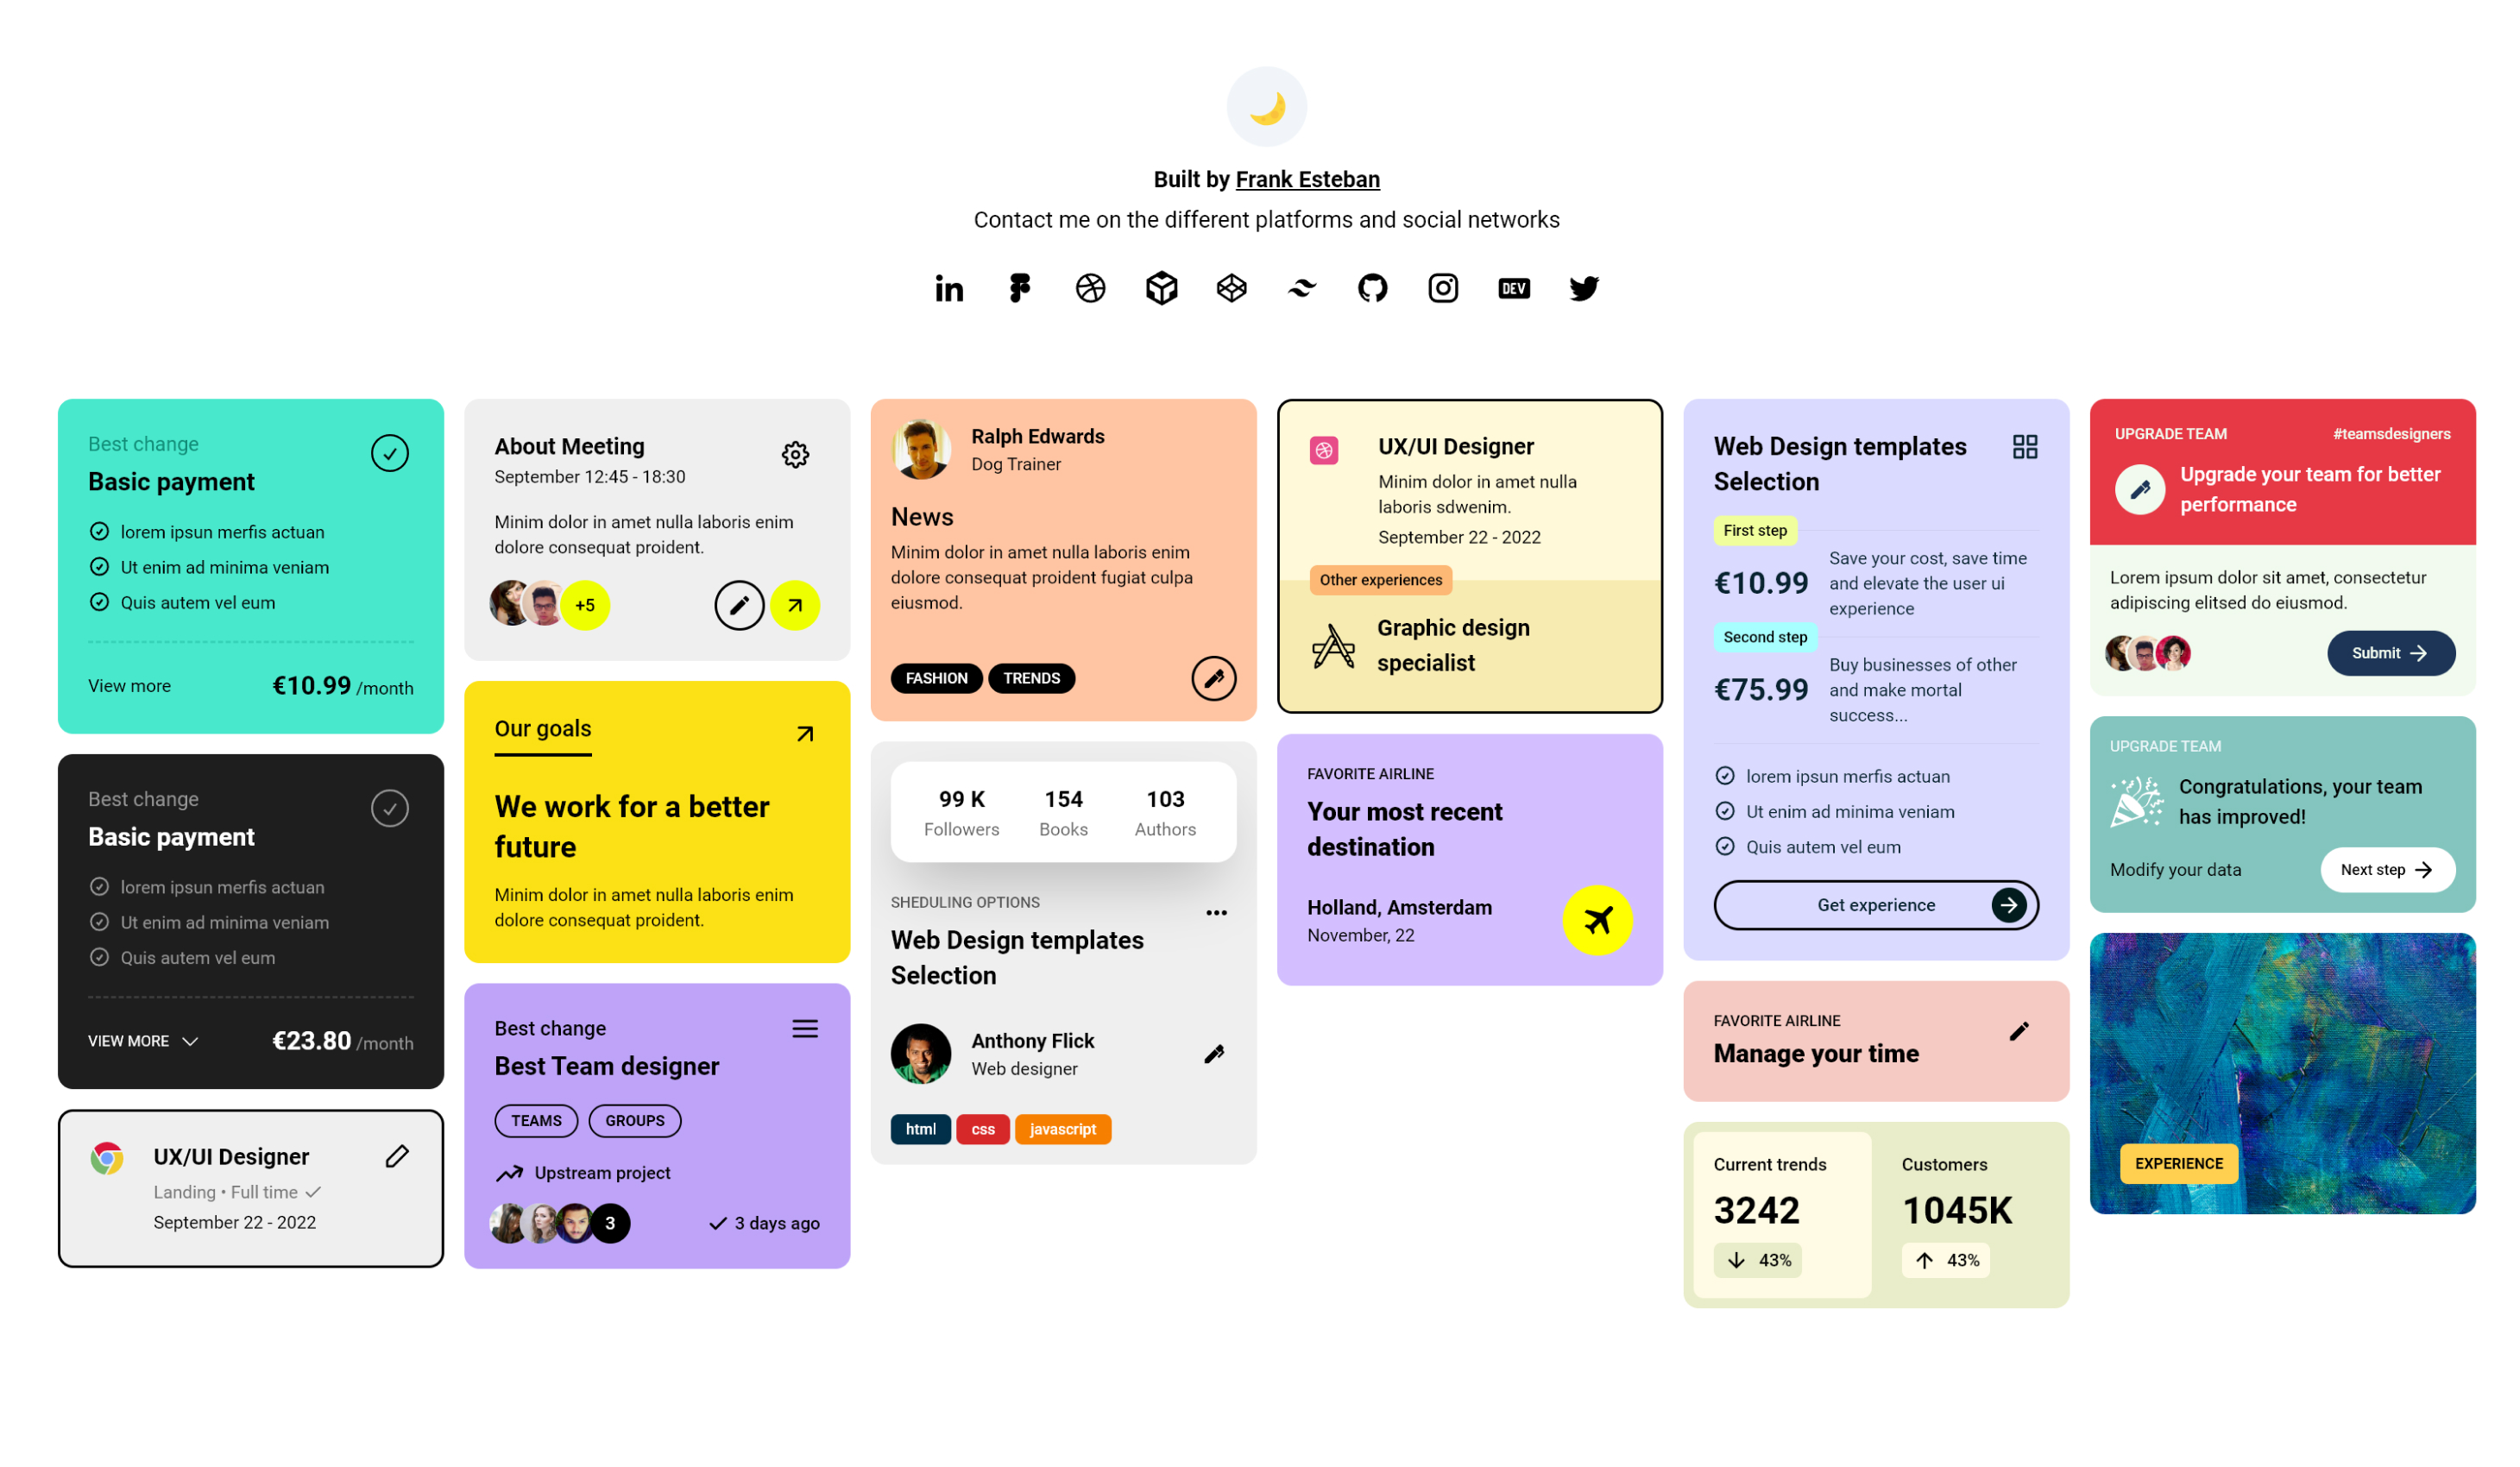 Built by Frank Esteban
Contact me on the different platforms and social networks
DEV
Best change
Basic payment
lorem ipsun merfis actuan
Ut enim ad minima veniam
Quis autem vel eum
View more
€10.99 /month
Best change
Basic payment
lorem ipsun merfis actuan
Ut enim ad minima veniam
Quis autem vel eum
VIEW MORE
€23.80 /month
UX/UI Designer
Landing • Full time
September 22 - 2022
About Meeting
September 12:45 - 18:30
Minim dolor in amet nulla laboris enim
dolore consequat proident.
+5
Our goals
We work for a better
future
Minim dolor in amet nulla laboris enim
dolore consequat proident.
Best change
Best Team designer
TEAMS GROUPS
Upstream project
3
3 days ago
Ralph Edwards
Dog Trainer
News
Minim dolor in amet nulla laboris enim
dolore consequat proident fugiat culpa
eiusmod.
FASHION TRENDS
99 K 154 103
Followers Books Authors
SHEDULING OPTIONS
Web Design templates
Selection
Anthony Flick
Web designer
html css javascript
UX/UI Designer
Minim dolor in amet nulla
laboris sdwenim.
September 22 - 2022
Other experiences
Graphic design
specialist
FAVORITE AIRLINE
Your most recent
destination
Holland, Amsterdam
November, 22
Web Design templates
Selection
First step
€10.99
Save your cost, save time
and elevate the user ui
experience
Second step
€75.99
Buy businesses of other
and make mortal
success...
lorem ipsun merfis actuan
Ut enim ad minima veniam
Quis autem vel eum
Get experience
FAVORITE AIRLINE
Manage your time
Current trends
3242
43%
Customers
1045K
43%
UPGRADE TEAM
#teamsdesigners
Upgrade your team for better
performance
Lorem ipsum dolor sit amet, consectetur
adipiscing elitsed do eiusmod.
Submit
UPGRADE TEAM
Congratulations, your team
has improved!
Modify your data
Next step
EXPERIENCE